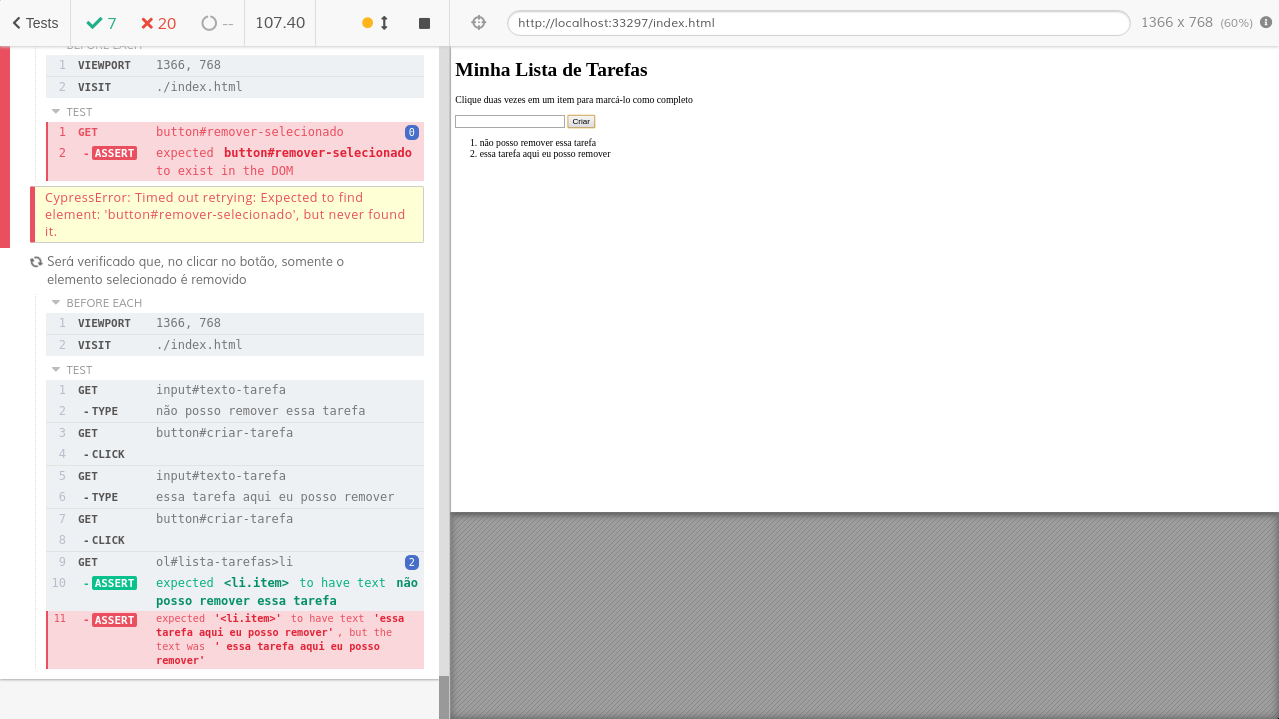 Tests
7
20
--
107.40
http://localhost:33297/index.html
1366 x 768 (60%)
BEFORE EACH
1 VIEWPORT 1366, 768
2 VISIT ./index.html
TEST
1 GET button#remover-selecionado 0
2 -ASSERT expected button#remover-selecionado
to exist in the DOM
CypressError: Timed out retrying: Expected to find
element: 'button#remover-selecionado', but never found
it.
Será verificado que, no clicar no botão, somente o
elemento selecionado é removido
BEFORE EACH
1 VIEWPORT 1366, 768
2 VISIT ./index.html
TEST
1 GET input#texto-tarefa
2 -TYPE não posso remover essa tarefa
3 GET button#criar-tarefa
4 -CLICK
5 GET input#texto-tarefa
6 -TYPE essa tarefa aqui eu posso remover
7 GET button#criar-tarefa
8 -CLICK
9 GET ol#lista-tarefas>li 2
10 -ASSERT expected <li.item> to have text não
posso remover essa tarefa
11 -ASSERT expected '<li.item>' to have text 'essa
tarefa aqui eu posso remover', but the
text was ' essa tarefa aqui eu posso
remover'
Minha Lista de Tarefas
Clique duas vezes em um item para marcá-lo como completo
Criar
1. não posso remover essa tarefa
2. essa tarefa aqui eu posso remover